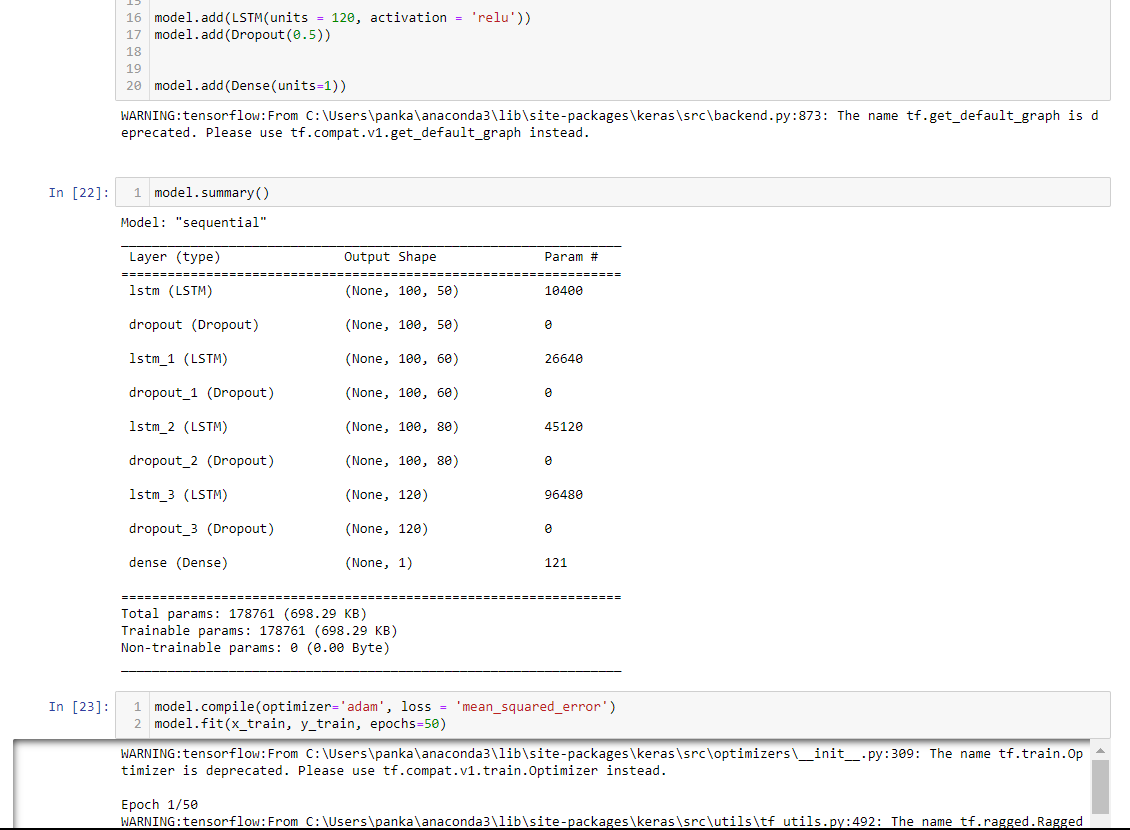 15
16 model.add(LSTM(units = 120, activation = 'relu'))
17 model.add(Dropout(0.5))
18
19
20 model.add(Dense(units=1))
WARNING:tensorflow:From C:\Users\panka\anaconda3\lib\site-packages\keras\src\backend.py:873: The name tf.get_default_graph is d
eprecated. Please use tf.compat.v1.get_default_graph instead.
In [22]: 1 model.summary()
Model: "sequential"
Layer (type) Output Shape Param #
=================================================================
lstm (LSTM) (None, 100, 50) 10400
dropout (Dropout) (None, 100, 50) 0
lstm_1 (LSTM) (None, 100, 60) 26640
dropout_1 (Dropout) (None, 100, 60) 0
lstm_2 (LSTM) (None, 100, 80) 45120
dropout_2 (Dropout) (None, 100, 80) 0
lstm_3 (LSTM) (None, 120) 96480
dropout_3 (Dropout) (None, 120) 0
dense (Dense) (None, 1) 121
=================================================================
Total params: 178761 (698.29 KB)
Trainable params: 178761 (698.29 KB)
Non-trainable params: 0 (0.00 Byte)
In [23]: 1 model.compile(optimizer='adam', loss = 'mean_squared_error')
2 model.fit(x_train, y_train, epochs=50)
WARNING:tensorflow:From C:\Users\panka\anaconda3\lib\site-packages\keras\src\optimizers\__init__.py:309: The name tf.train.Op
timizer is deprecated. Please use tf.compat.v1.train.Optimizer instead.
Epoch 1/50
WARNING:tensorflow:From C:\Users\panka\anaconda3\lib\site-packages\keras\src\utils\tf_utils.py:492: The name tf.ragged.Ragged